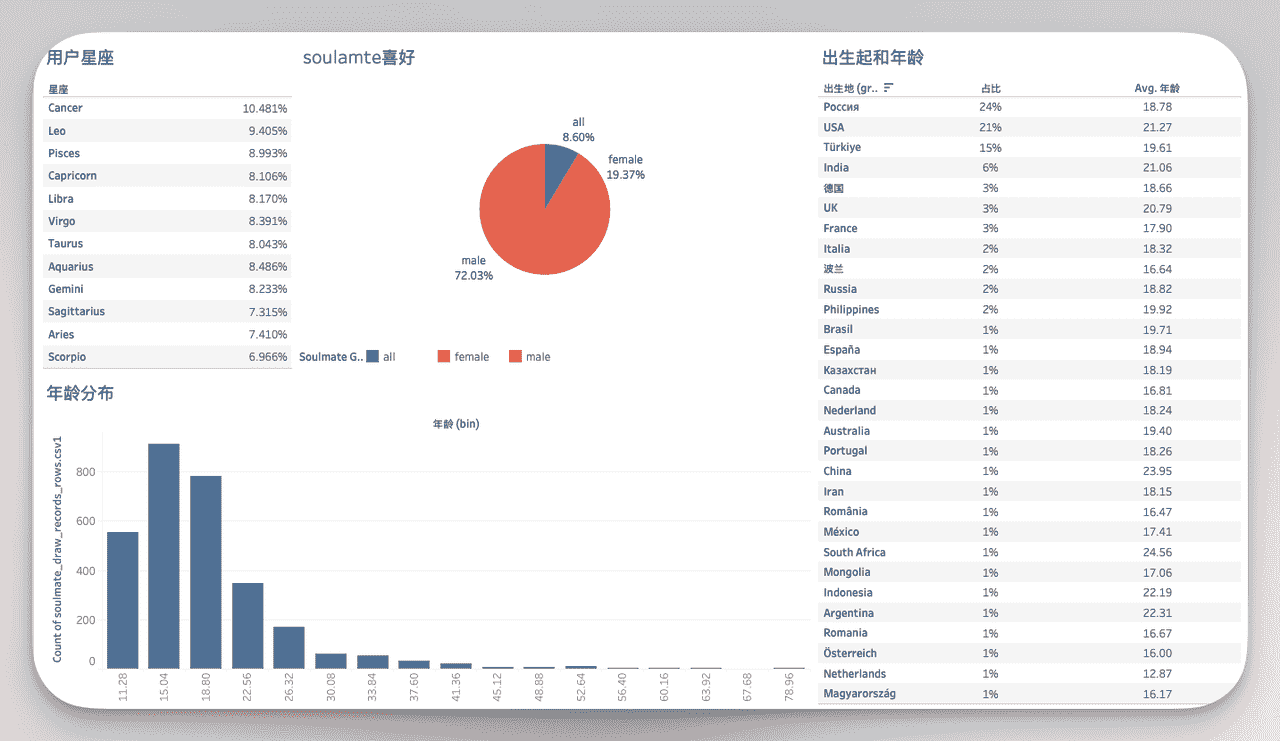 用户星座
星座
Cancer 10.481%
Leo 9.405%
Pisces 8.993%
Capricorn 8.106%
Libra 8.170%
Virgo 8.391%
Taurus 8.043%
Aquarius 8.486%
Gemini 8.233%
Sagittarius 7.315%
Aries 7.410%
Scorpio 6.966%
soulamte喜好
all
8.60%
female
19.37%
male
72.03%
Soulmate G.. all female male
年龄分布
年龄 (bin)
Count of soulmate_draw_records_rows.csv1
800
600
400
200
0
11.28 15.04 18.80 22.56 26.32 30.08 33.84 37.60 41.36 45.12 48.88 52.64 56.40 60.16 63.92 67.68 78.96
出生起和年龄
出生地 (gr.. 占比 Avg. 年龄
Россия 24% 18.78
USA 21% 21.27
Türkiye 15% 19.61
India 6% 21.06
德国 3% 18.66
UK 3% 20.79
France 3% 17.90
Italia 2% 18.32
波兰 2% 16.64
Russia 2% 18.82
Philippines 2% 19.92
Brasil 1% 19.71
España 1% 18.94
Казахстан 1% 18.19
Canada 1% 16.81
Nederland 1% 18.24
Australia 1% 19.40
Portugal 1% 18.26
China 1% 23.95
Iran 1% 18.15
România 1% 16.47
México 1% 17.41
South Africa 1% 24.56
Mongolia 1% 17.06
Indonesia 1% 22.19
Argentina 1% 22.31
Romania 1% 16.67
Österreich 1% 16.00
Netherlands 1% 12.87
Magyarország 1% 16.17